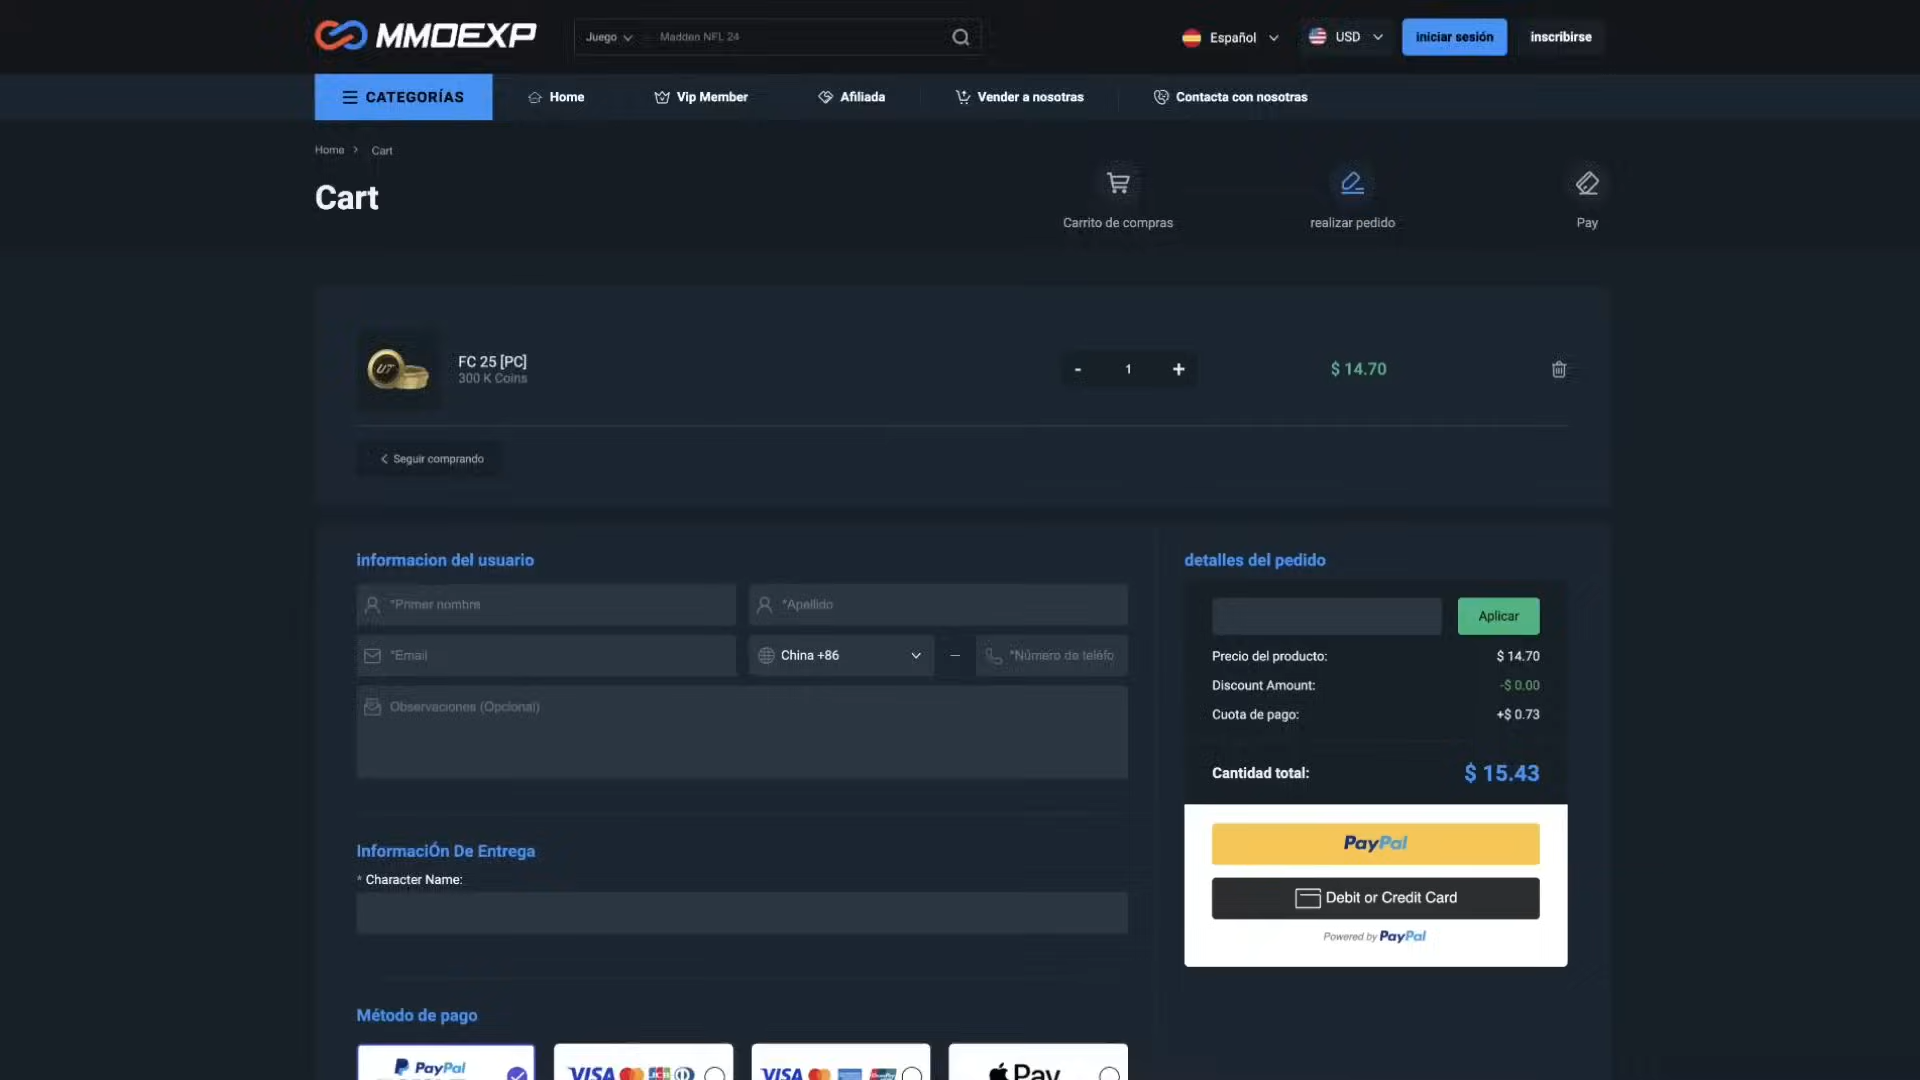 MMOEXP
Juego
Madden NFL 24
Español
USD
iniciar sesión
inscribirse
CATEGORÍAS
Home
Vip Member
Afiliada
Vender a nosotras
Contacta con nosotras
Home > Cart
Cart
Carrito de compras
realizar pedido
Pay
UT
FC 25 [PC]
300 K Coins
- 1 +
$ 14.70
< Seguir comprando
informacion del usuario
*Primer nombre
*Apellido
*Email
China +86
–
*Número de teléfo
Observaciones (Opcional)
InformaciÓn De Entrega
* Character Name:
Método de pago
PayPal
VISA
JCB
VISA
Pay
detalles del pedido
Aplicar
Precio del producto: $ 14.70
Discount Amount: -$ 0.00
Cuota de pago: +$ 0.73
Cantidad total: $ 15.43
PayPal
Debit or Credit Card
Powered by PayPal